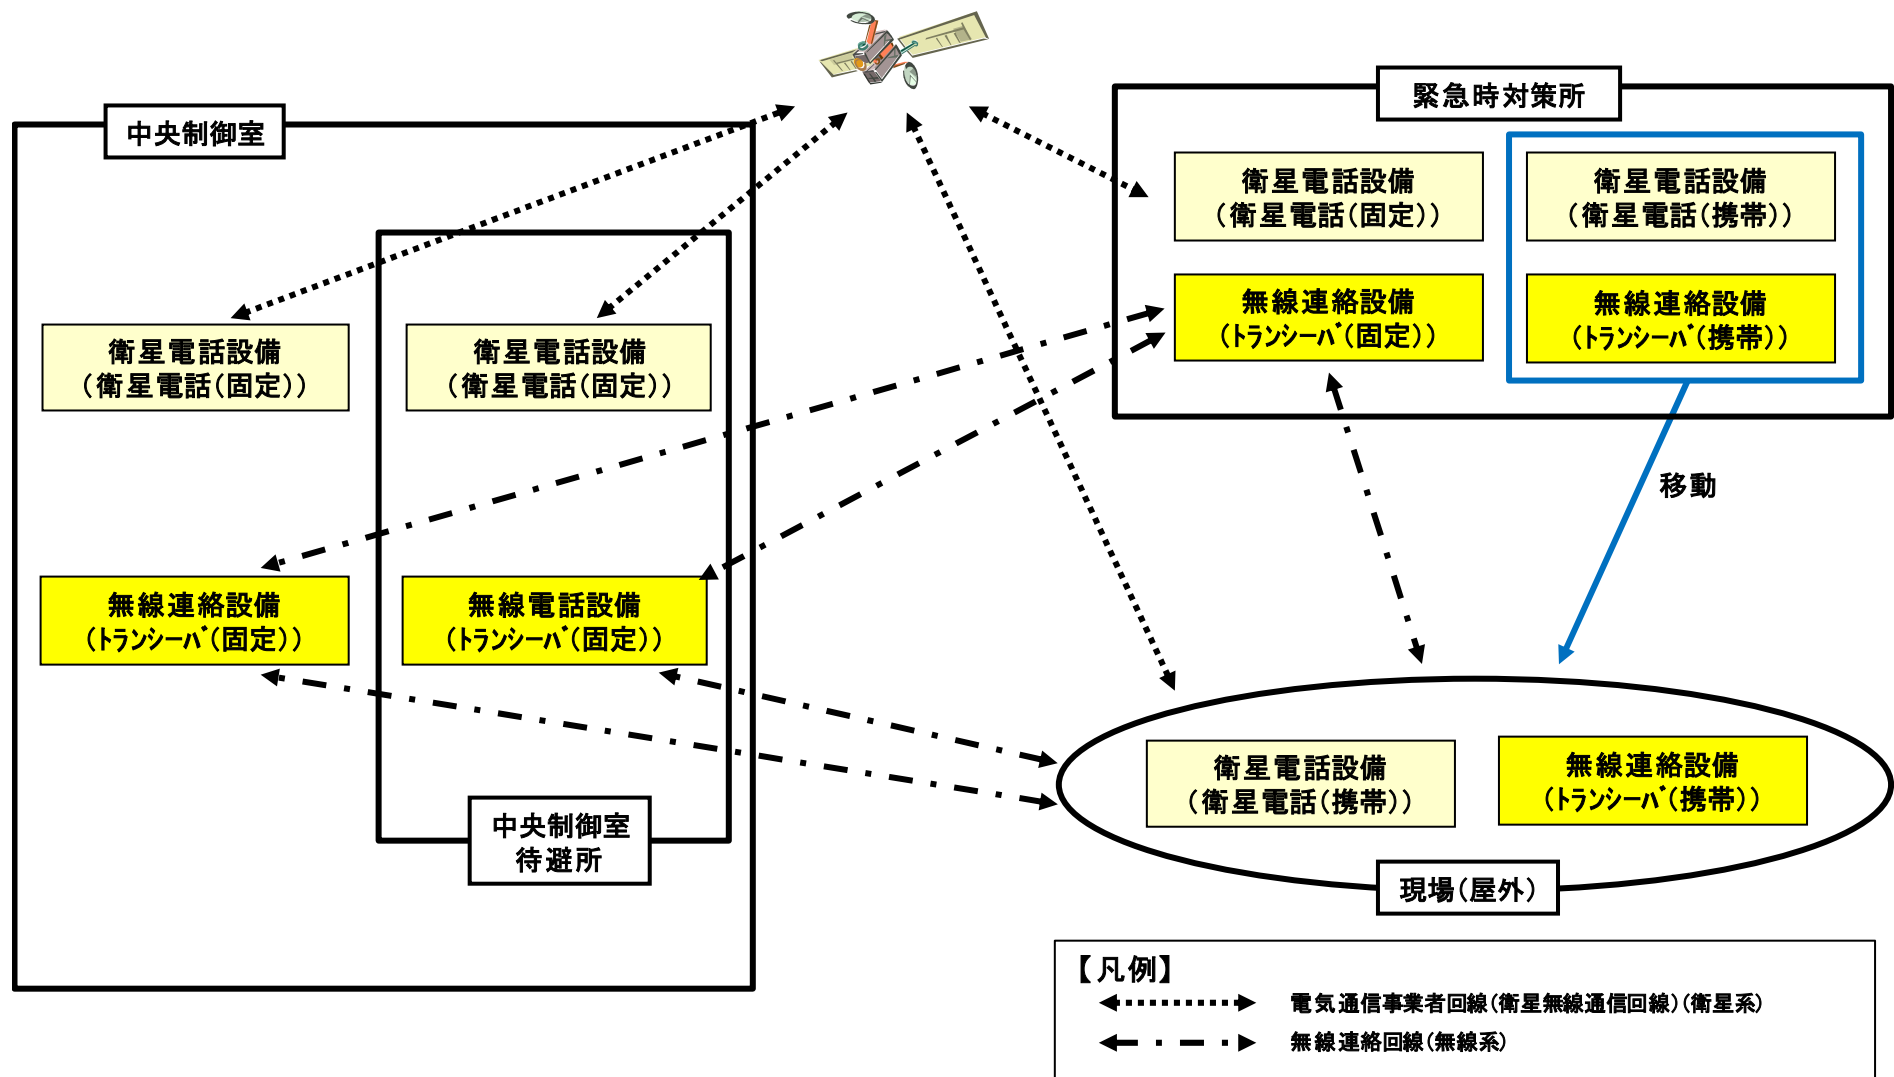 中央制御室
衛星電話設備
（衛星電話（固定））
衛星電話設備
（衛星電話（固定））
無線連絡設備
（ﾄﾗﾝｼｰﾊﾞ（固定））
無線電話設備
（ﾄﾗﾝｼｰﾊﾞ（固定））
中央制御室
待避所
緊急時対策所
衛星電話設備
（衛星電話（固定））
衛星電話設備
（衛星電話（携帯））
無線連絡設備
（ﾄﾗﾝｼｰﾊﾞ（固定））
無線連絡設備
（ﾄﾗﾝｼｰﾊﾞ（携帯））
移動
衛星電話設備
（衛星電話（携帯））
無線連絡設備
（ﾄﾗﾝｼｰﾊﾞ（携帯））
現場（屋外）
【凡例】
電気通信事業者回線（衛星無線通信回線）（衛星系）
無線連絡回線（無線系）